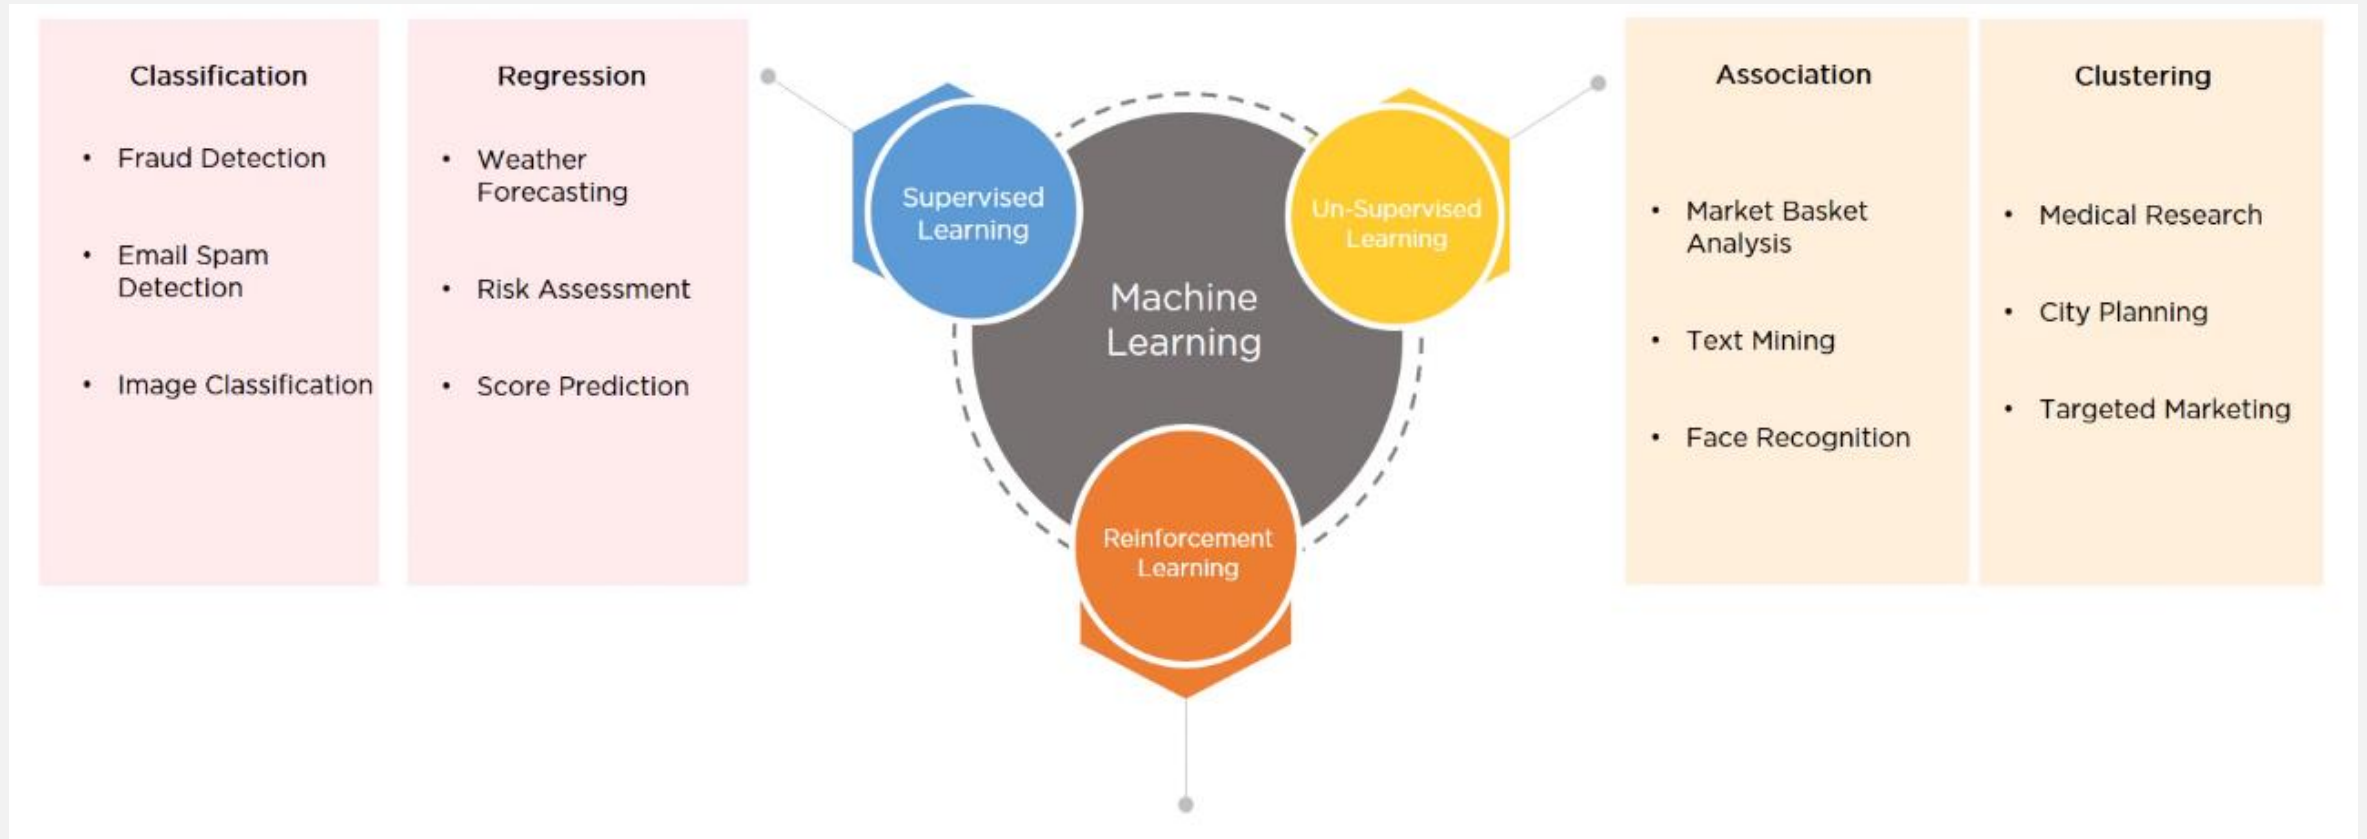 Classification
• Fraud Detection
• Email Spam
Detection
• Image Classification
Regression
• Weather
Forecasting
• Risk Assessment
• Score Prediction
Supervised
Learning
Machine
Learning
Un-Supervised
Learning
Reinforcement
Learning
Association
• Market Basket
Analysis
• Text Mining
• Face Recognition
Clustering
• Medical Research
• City Planning
• Targeted Marketing